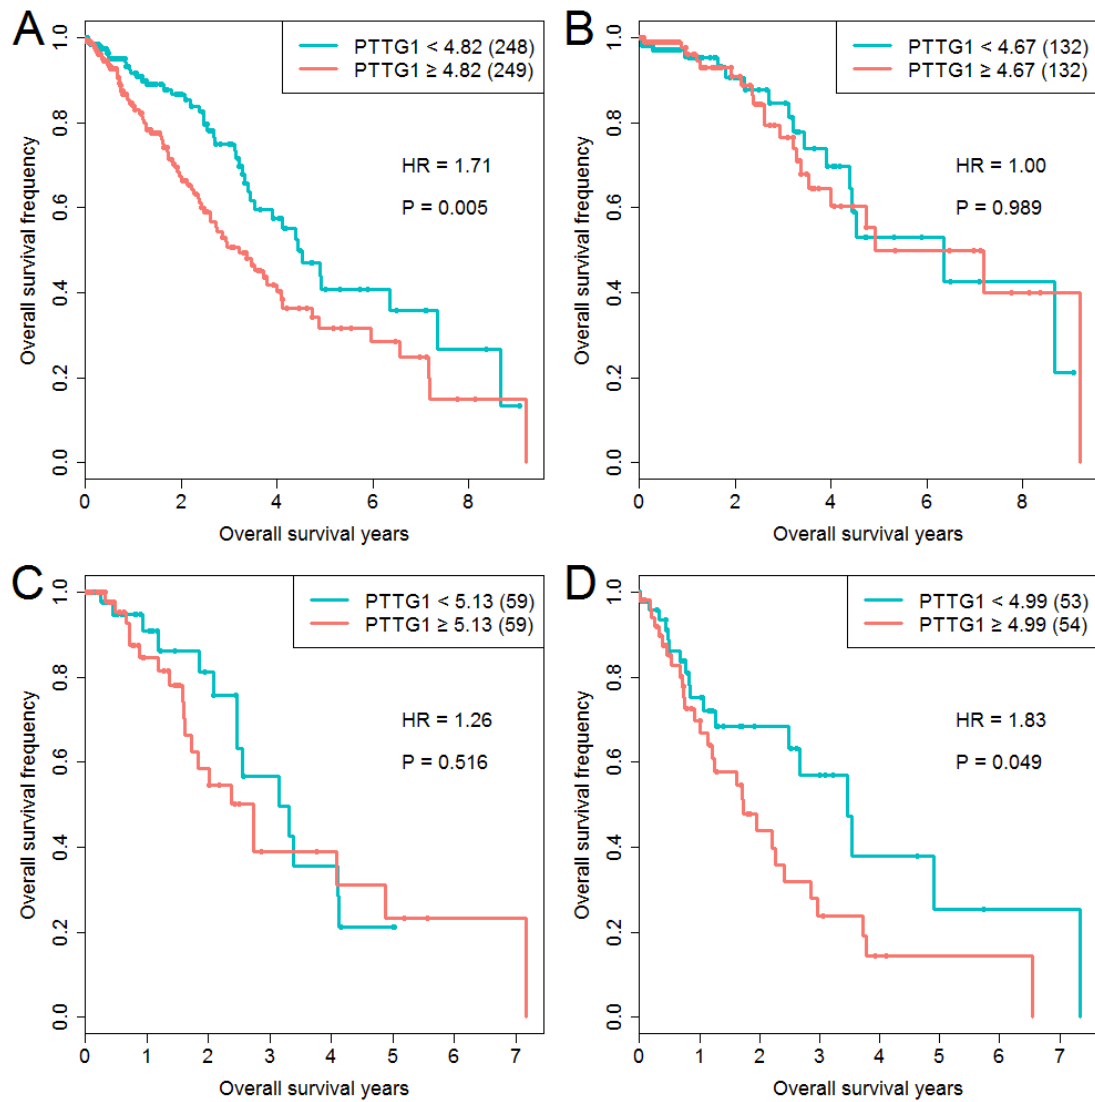 A
PTTG1 < 4.82 (248)
PTTG1 ≥ 4.82 (249)
HR = 1.71
P = 0.005
Overall survival frequency
0.0 0.2 0.4 0.6 0.8 1.0
0 2 4 6 8
Overall survival years
B
PTTG1 < 4.67 (132)
PTTG1 ≥ 4.67 (132)
HR = 1.00
P = 0.989
Overall survival frequency
0.0 0.2 0.4 0.6 0.8 1.0
0 2 4 6 8
Overall survival years
C
PTTG1 < 5.13 (59)
PTTG1 ≥ 5.13 (59)
HR = 1.26
P = 0.516
Overall survival frequency
0.0 0.2 0.4 0.6 0.8 1.0
0 1 2 3 4 5 6 7
Overall survival years
D
PTTG1 < 4.99 (53)
PTTG1 ≥ 4.99 (54)
HR = 1.83
P = 0.049
Overall survival frequency
0.0 0.2 0.4 0.6 0.8 1.0
0 1 2 3 4 5 6 7
Overall survival years